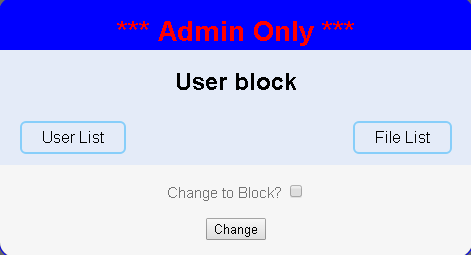 *** Admin Only ***
User block
User List File List
Change to Block?
Change